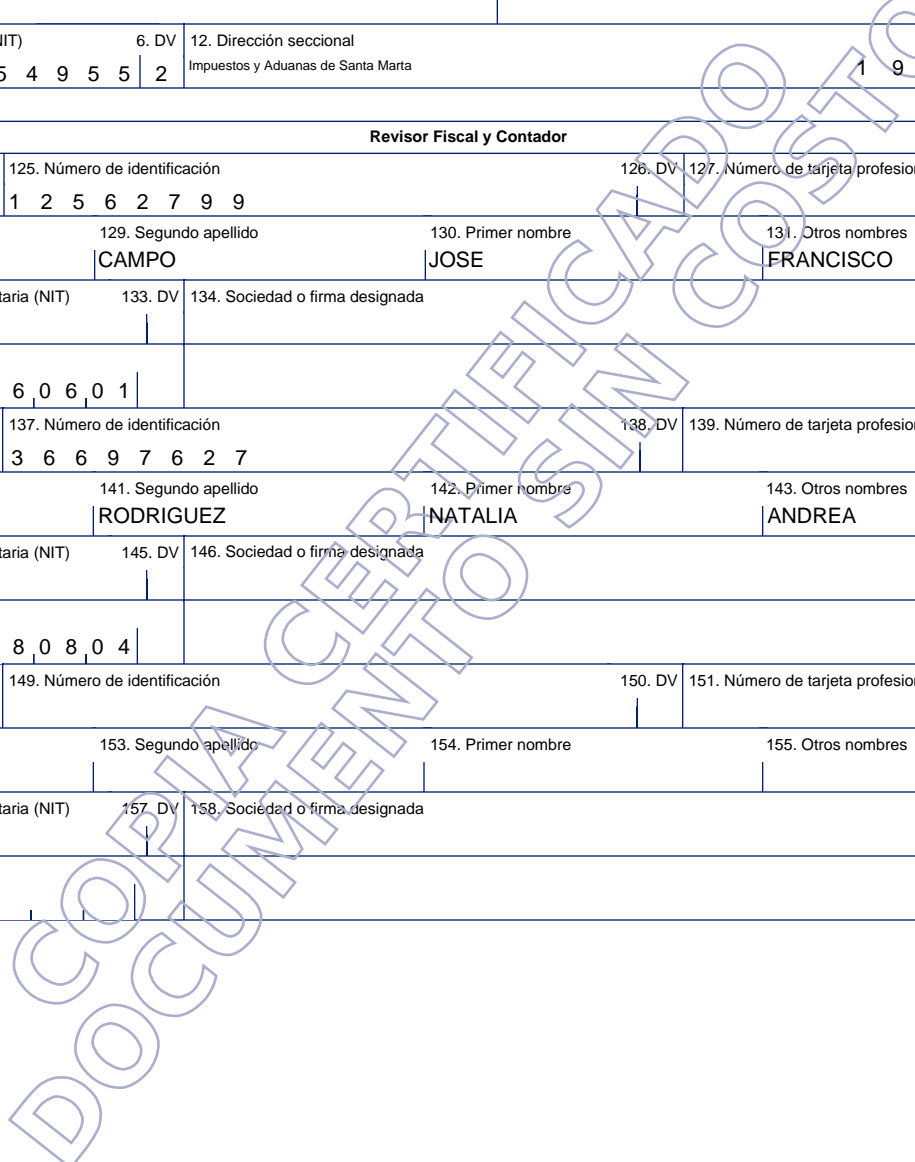 (NIT) 6. DV 12. Dirección seccional
5 4 9 5 5 2 Impuestos y Aduanas de Santa Marta 1 9
Revisor Fiscal y Contador
125. Número de identificación 126. DV 127. Número de tarjeta
1 2 5 6 2 7 9 9
129. Segundo apellido 130. Primer nombre 131. Otros nombres
CAMPO JOSE FRANCISCO
(NIT) 133. DV 134. Sociedad o firma designada
6 0 6 0 1
137. Número de identificación 138. DV 139. Número de tarjeta
3 6 6 9 7 6 2 7
141. Segundo apellido 142. Primer nombre 143. Otros nombres
RODRIGUEZ NATALIA ANDREA
(NIT) 145. DV 146. Sociedad o firma designada
8 0 8 0 4
149. Número de identificación 150. DV 151. Número de tarjeta
153. Segundo apellido 154. Primer nombre 155. Otros nombres
(NIT) 157. DV 158. Sociedad o firma designada
COPIA CERTIFICADO
DOCUMENTO SIN COSTO